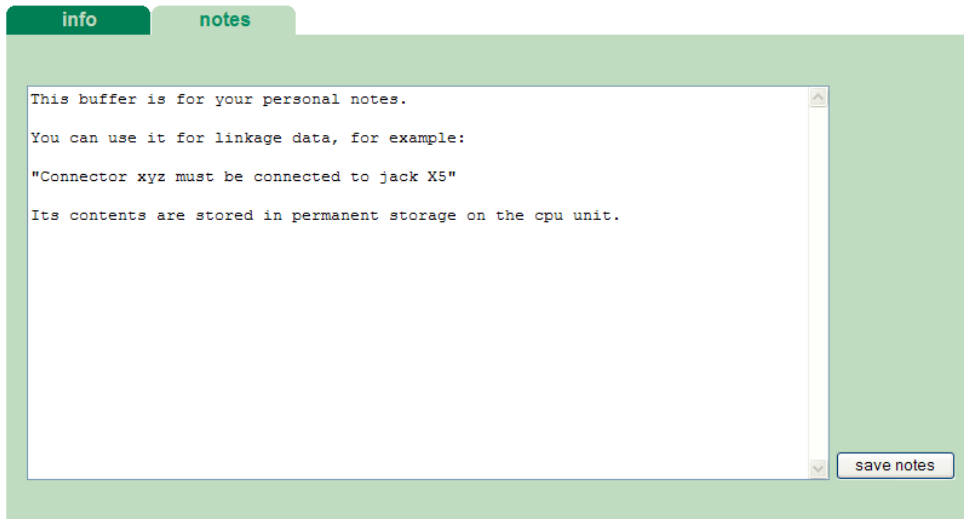 info
notes
This buffer is for your personal notes.
You can use it for linkage data, for example:
"Connector xyz must be connected to jack X5"
Its contents are stored in permanent storage on the cpu unit.
save notes